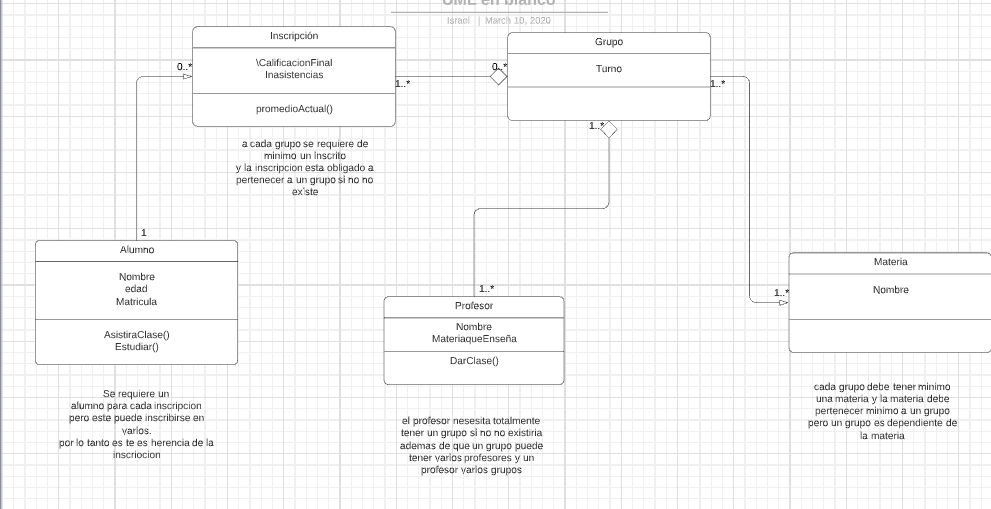 UML en blanco
Israel | March 10, 2020
Inscripción
\CalificacionFinal
Inasistencias
promedioActual()
0..*
1..*
0..*
Grupo
Turno
1..*
1..*
a cada grupo se requiere de
minimo un inscrito
y la inscripcion esta obligado a
pertenecer a un grupo si no no
existe
1
Alumno
Nombre
edad
Matricula
AsistiraClase()
Estudiar()
1..*
Profesor
Nombre
MateriaqueEnseña
DarClase()
1..*
Materia
Nombre
Se requiere un
alumno para cada inscripcion
pero este puede inscribirse en
varios.
por lo tanto es te es herencia de la
inscriocion
el profesor nesesita totalmente
tener un grupo si no no existiria
ademas de que un grupo puede
tener varios profesores y un
profesor varios grupos
cada grupo debe tener minimo
una materia y la materia debe
pertenecer minimo a un grupo
pero un grupo es dependiente de
la materia